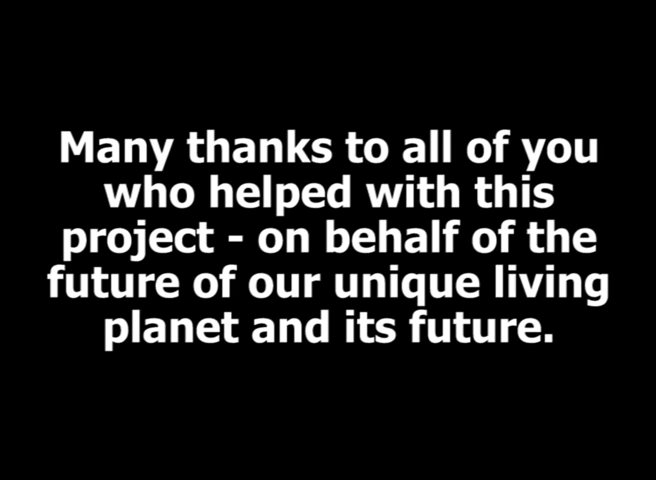 Many thanks to all of you
who helped with this
project - on behalf of the
future of our unique living
planet and its future.